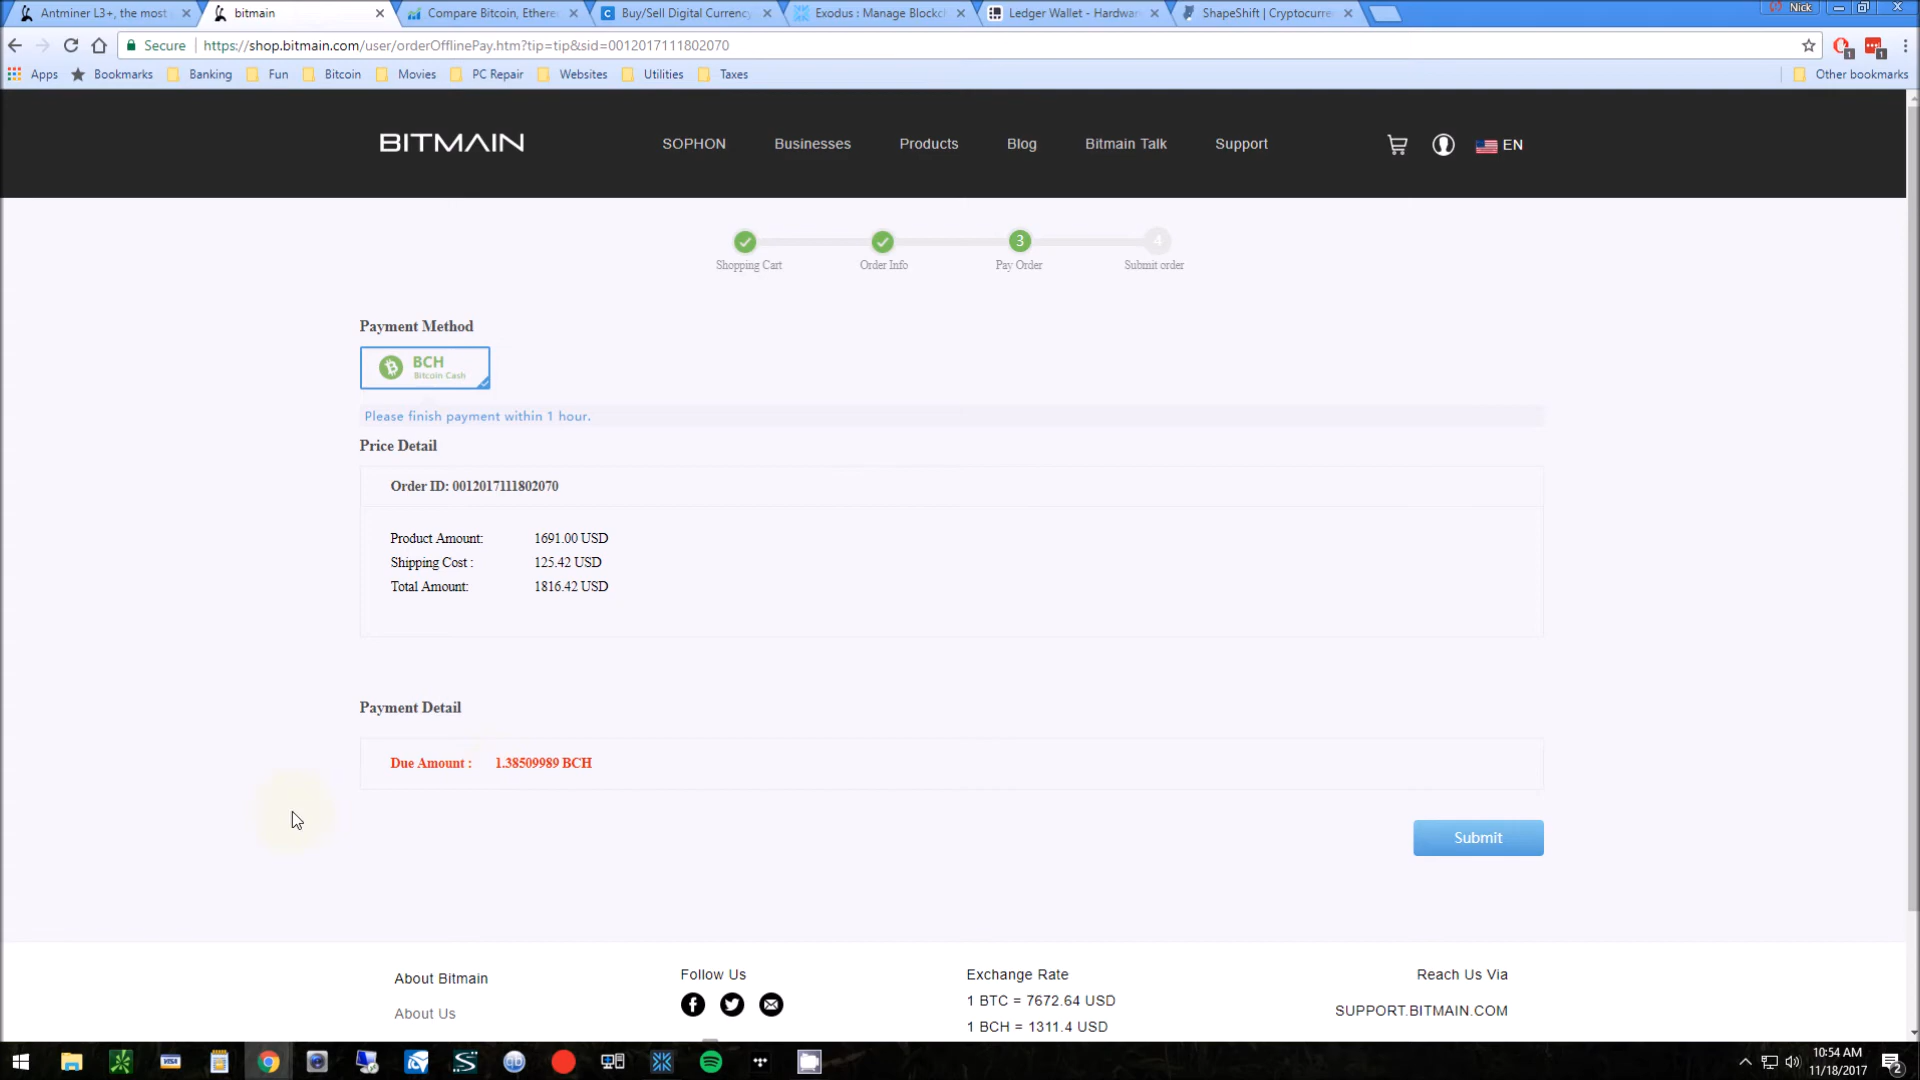 Antminer L3+, the most
bitmain
Compare Bitcoin, Ethere
Buy/Sell Digital Currency
Exodus : Manage Blockch
Ledger Wallet - Hardwar
ShapeShift | Cryptocurre
Nick
Secure
https://shop.bitmain.com/user/orderOfflinePay.htm?tip=tip&sid=0012017111802070
1
1
Apps
Bookmarks
Banking
Fun
Bitcoin
Movies
PC Repair
Websites
Utilities
Taxes
Other bookmarks
BITMAIN
SOPHON
Businesses
Products
Blog
Bitmain Talk
Support
EN
3
4
Shopping Cart
Order Info
Pay Order
Submit order
Payment Method
BCH
Bitcoin Cash
Please finish payment within 1 hour.
Price Detail
Order ID: 0012017111802070
Product Amount: 1691.00 USD
Shipping Cost : 125.42 USD
Total Amount: 1816.42 USD
Payment Detail
Due Amount : 1.38509989 BCH
Submit
About Bitmain
About Us
Follow Us
Exchange Rate
1 BTC = 7672.64 USD
1 BCH = 1311.4 USD
Reach Us Via
SUPPORT.BITMAIN.COM
VISA
10:54 AM
11/18/2017
2